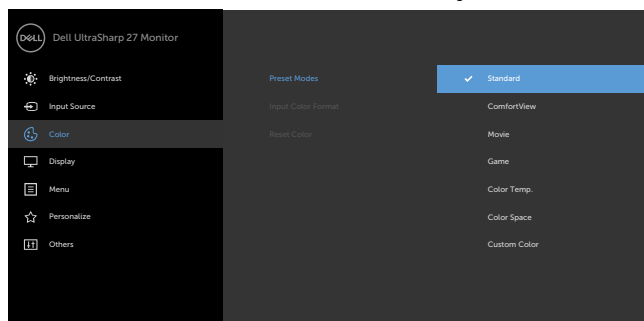 DELL Dell UltraSharp 27 Monitor
Brightness/Contrast Preset Modes Standard
Input Source Input Color Format ComfortView
Color Reset Color Movie
Display Game
Menu Color Temp.
Personalize Color Space
Others Custom Color